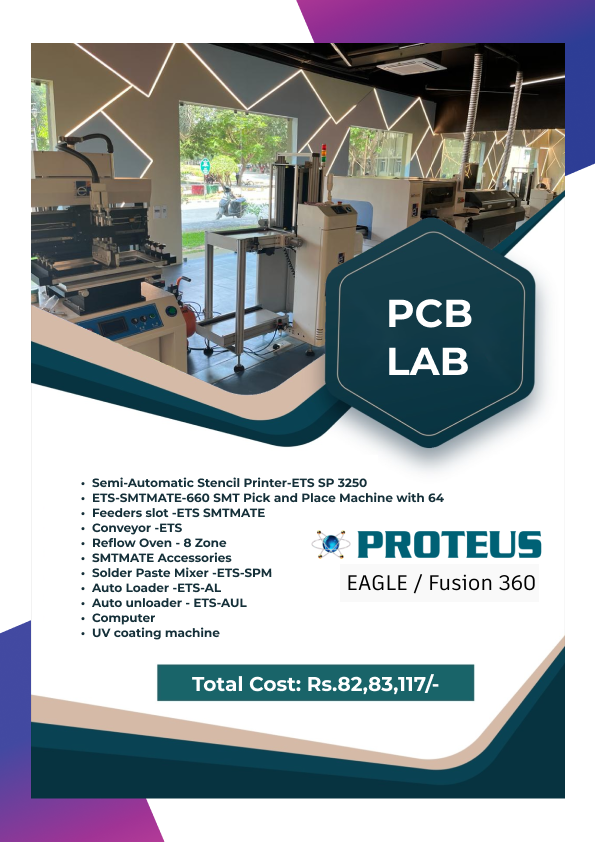 PCB
LAB
• Semi-Automatic Stencil Printer-ETS SP 3250
• ETS-SMTMATE-660 SMT Pick and Place Machine with 64
• Feeders slot -ETS SMTMATE
• Conveyor -ETS
• Reflow Oven - 8 Zone
• SMTMATE Accessories
• Solder Paste Mixer -ETS-SPM
• Auto Loader -ETS-AL
• Auto unloader - ETS-AUL
• Computer
• UV coating machine
PROTEUS
EAGLE / Fusion 360
Total Cost: Rs.82,83,117/-